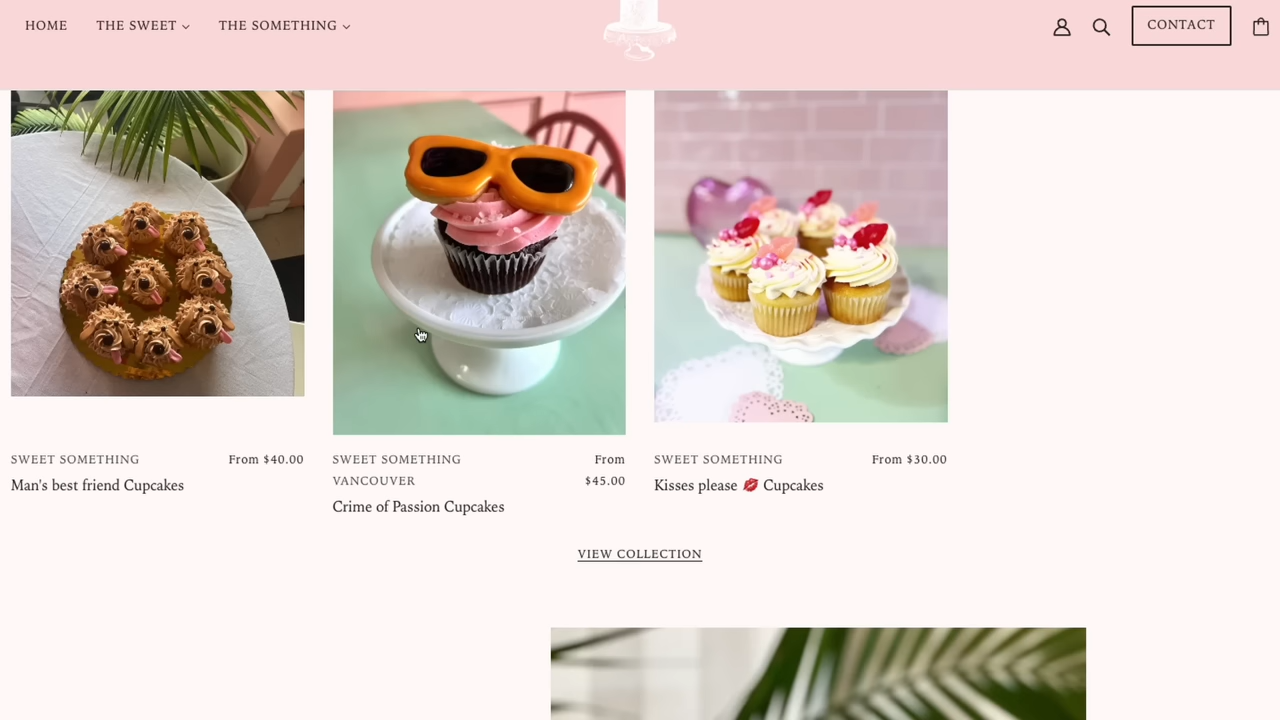 HOME THE SWEET THE SOMETHING CONTACT
SWEET SOMETHING From $40.00
Man's best friend Cupcakes
SWEET SOMETHING From
VANCOUVER $45.00
Crime of Passion Cupcakes
SWEET SOMETHING From $30.00
Kisses please 💋 Cupcakes
VIEW COLLECTION